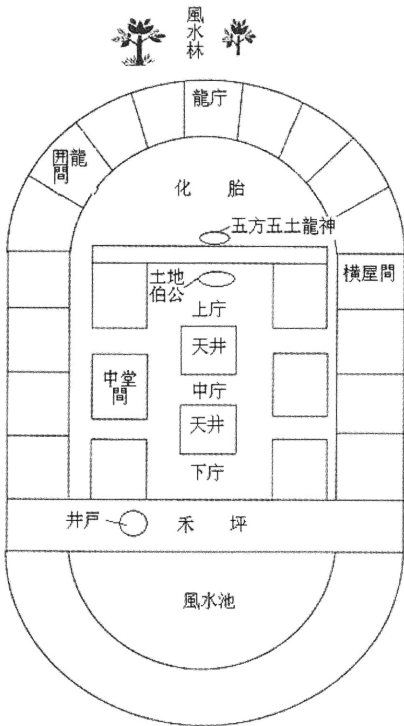 風水林
龍庁
囲龍
間
化胎
五方五土龍神
土地
伯公
横屋間
上庁
天井
中堂
間
中庁
天井
下庁
井戸
禾坪
風水池